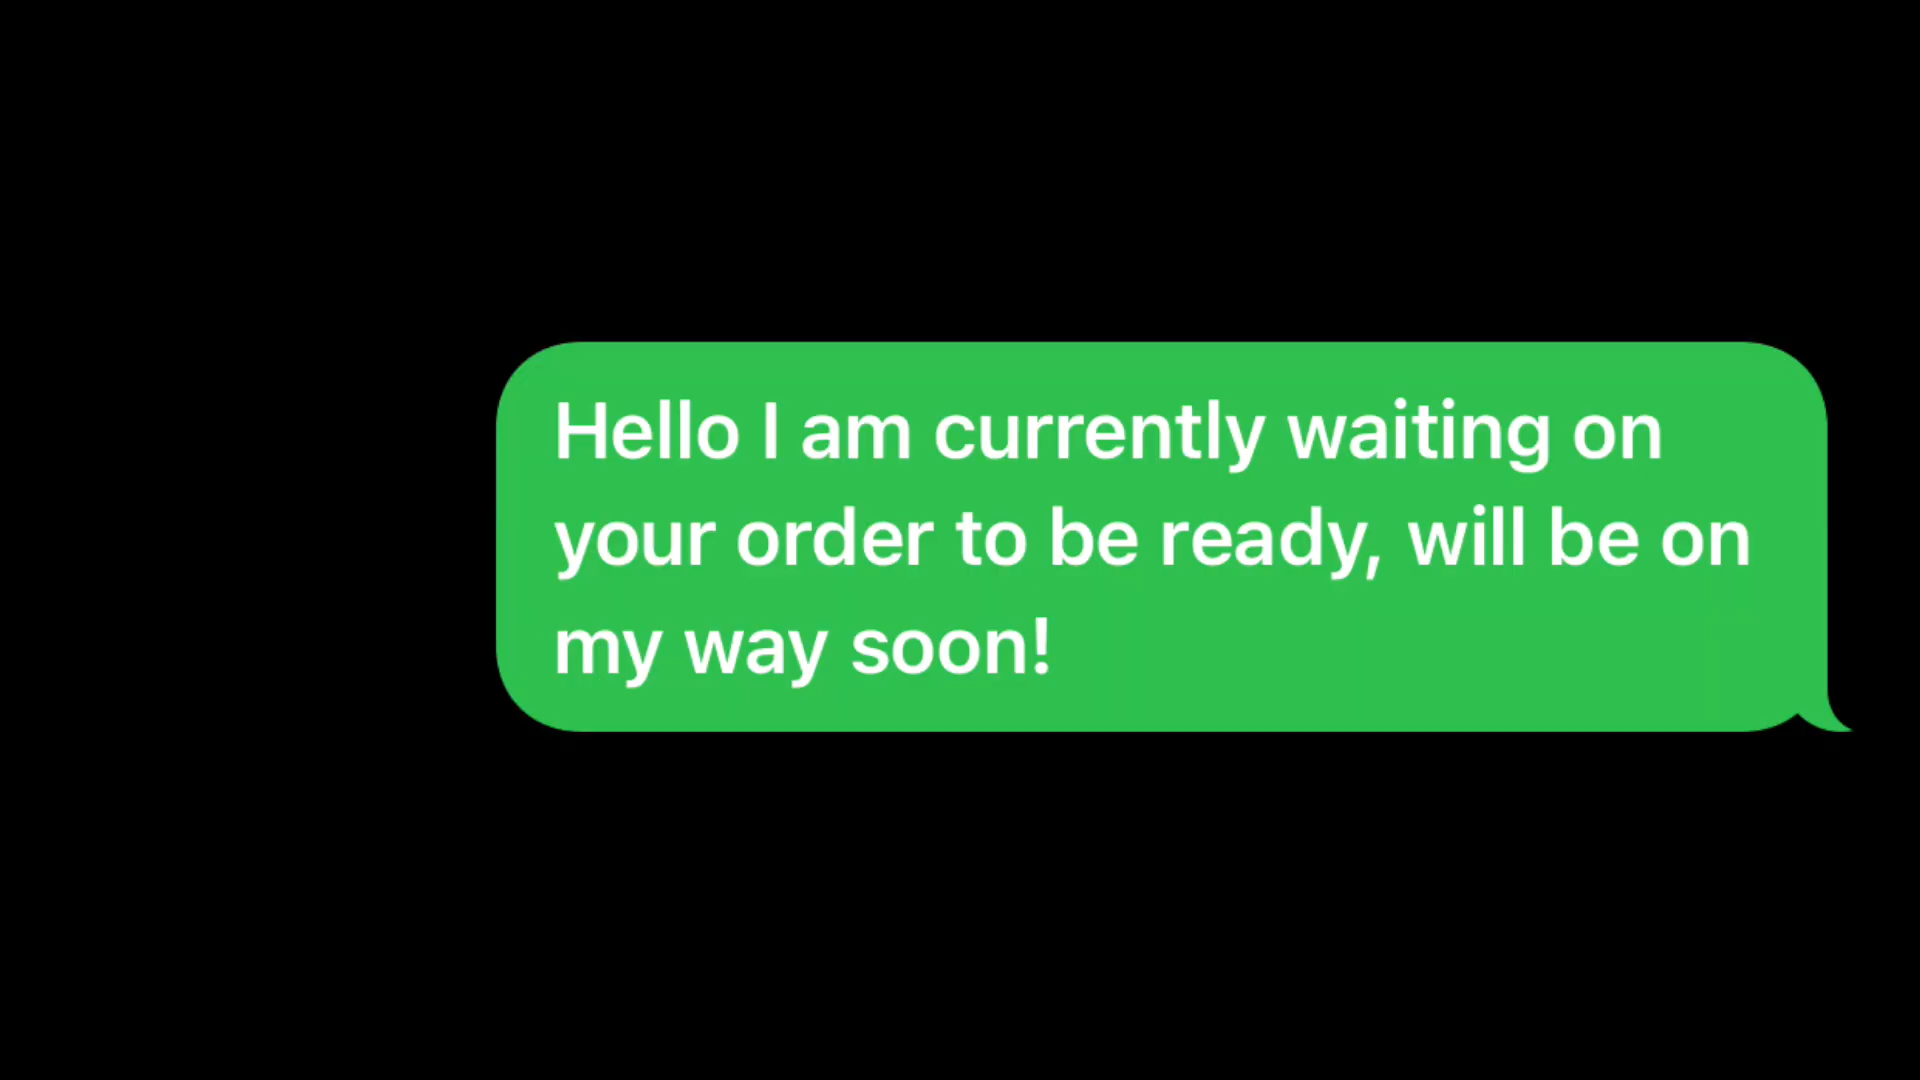 Hello I am currently waiting on
your order to be ready, will be on
my way soon!